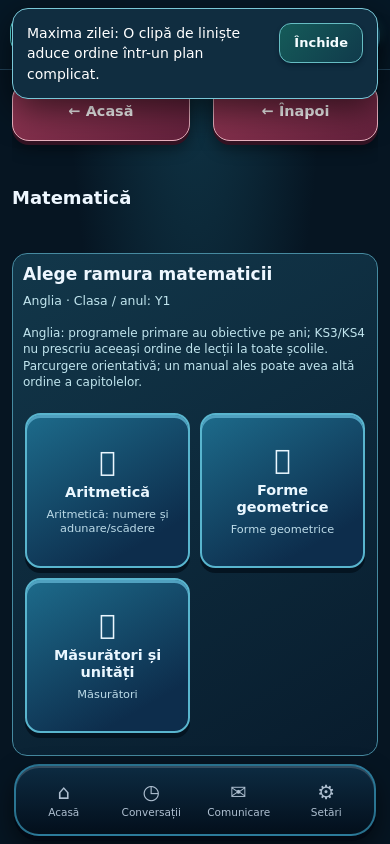 Maxima zilei: O clipă de liniște
aduce ordine într-un plan
complicat.
Închide
← Acasă
← Înapoi
Matematică
Alege ramura matematicii
Anglia · Clasa / anul: Y1
Anglia: programele primare au obiective pe ani; KS3/KS4
nu prescriu aceeași ordine de lecții la toate școlile.
Parcurgere orientativă; un manual ales poate avea altă
ordine a capitolelor.
Aritmetică
Aritmetică: numere și
adunare/scădere
Forme
geometrice
Forme geometrice
Măsurători și
unități
Măsurători
Acasă
Conversații
Comunicare
Setări